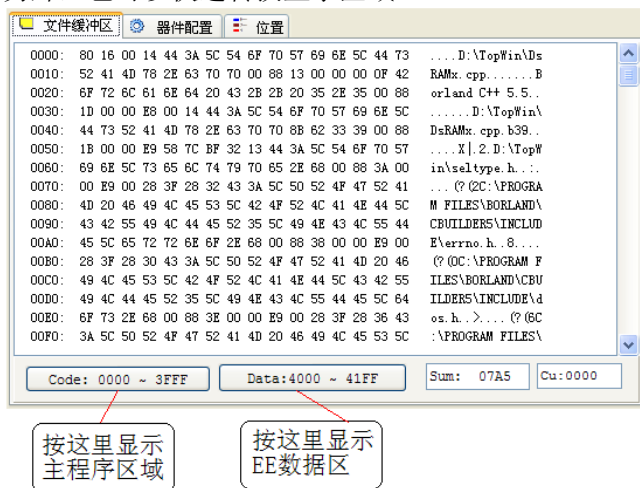 文件缓冲区 器件配置 位置
0000: 80 16 00 14 44 3A 5C 54 6F 70 57 69 6E 5C 44 73 ....D:\TopWin\Ds
0010: 52 41 4D 78 2E 63 70 70 00 88 13 00 00 00 0F 42 RAMx.cpp.......B
0020: 6F 72 6C 61 6E 64 20 43 2B 2B 20 35 2E 35 00 88 orland C++ 5.5..
0030: 1D 00 00 E8 00 14 44 3A 5C 54 6F 70 57 69 6E 5C ......D:\TopWin\
0040: 44 73 52 41 4D 78 2E 63 70 70 8B 62 33 39 00 88 DsRAMx.cpp.b39..
0050: 1B 00 00 E9 58 7C BF 32 13 44 3A 5C 54 6F 70 57 ....X|.2.D:\TopW
0060: 69 6E 5C 73 65 6C 74 79 70 65 2E 68 00 88 3A 00 in\seltype.h..:.
0070: 00 E9 00 28 3F 28 32 43 3A 5C 50 52 4F 47 52 41 ... (? (2C:\PROGRA
0080: 4D 20 46 49 4C 45 53 5C 42 4F 52 4C 41 4E 44 5C M FILES\BORLAND\
0090: 43 42 55 49 4C 44 45 52 35 5C 49 4E 43 4C 55 44 CBUILDER5\INCLUD
00A0: 45 5C 65 72 72 6E 6F 2E 68 00 88 38 00 00 E9 00 E\errno.h..8....
00B0: 28 3F 28 30 43 3A 5C 50 52 4F 47 52 41 4D 20 46 (? (0C:\PROGRAM F
00C0: 49 4C 45 53 5C 42 4F 52 4C 41 4E 44 5C 43 42 55 ILES\BORLAND\CBU
00D0: 49 4C 44 45 52 35 5C 49 4E 43 4C 55 44 45 5C 64 ILDER5\INCLUDE\d
00E0: 6F 73 2E 68 00 88 3E 00 00 E9 00 28 3F 28 36 43 os.h..>.... (? (6C
00F0: 3A 5C 50 52 4F 47 52 41 4D 20 46 49 4C 45 53 5C :\PROGRAM FILES\
Code: 0000 ~ 3FFF Data:4000 ~ 41FF Sum: 07A5 Cu:0000
按这里显示
主程序区域
按这里显示
EE数据区